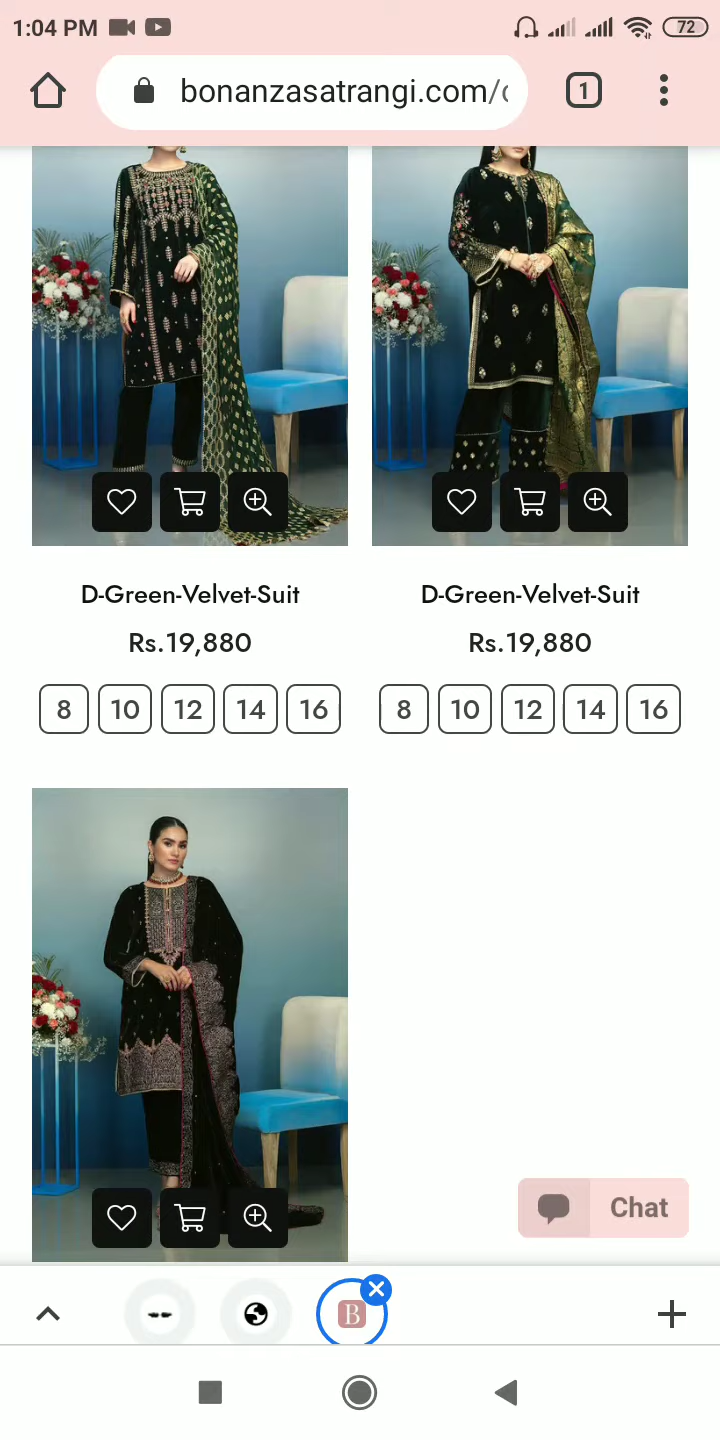 1:04 PM
72
bonanzasatrangi.com/
1
D-Green-Velvet-Suit
D-Green-Velvet-Suit
Rs.19,880
Rs.19,880
8 10 12 14 16
8 10 12 14 16
Chat
B